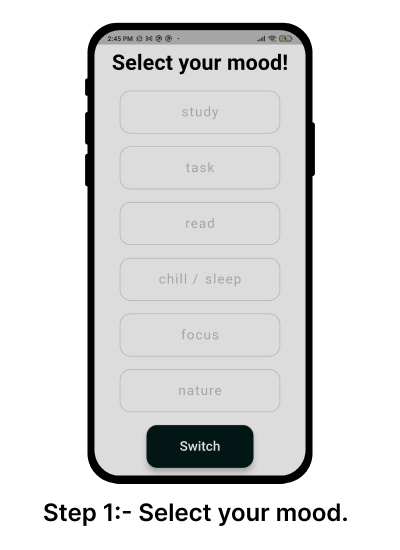 2:45 PM
Select your mood!
study
task
read
chill / sleep
focus
nature
Switch
Step 1:- Select your mood.